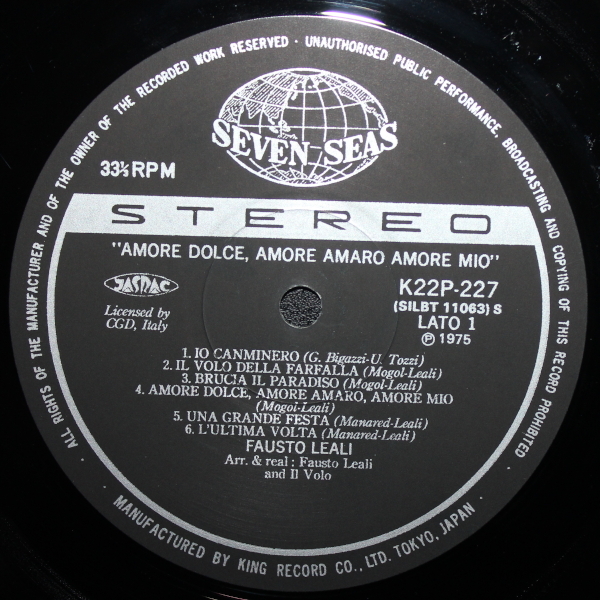 ALL RIGHTS OF THE MANUFACTURER AND OF THE OWNER OF THE RECORDED WORK RESERVED · UNAUTHORISED PUBLIC PERFORMANCE, BROADCASTING AND COPYING OF THIS RECORD PROHIBITED
SEVEN SEAS
33⅓ RPM
STEREO
"AMORE DOLCE, AMORE AMARO AMORE MIO"
JASRAC
Licensed by
CGD, Italy
K22P-227
(SILBT 11063) S
LATO 1
Ⓟ 1975
1. IO CANMINERO (G. Bigazzi-U. Tozzi)
2. IL VOLO DELLA FARFALLA (Mogol-Leali)
3. BRUCIA IL PARADISO (Mogol-Leali)
4. AMORE DOLCE, AMORE AMARO, AMORE MIO
(Mogol-Leali)
5. UNA GRANDE FESTA (Manared-Leali)
6. L'ULTIMA VOLTA (Manared-Leali)
FAUSTO LEALI
Arr. & real : Fausto Leali
and Il Volo
MANUFACTURED BY KING RECORD CO., LTD. TOKYO, JAPAN